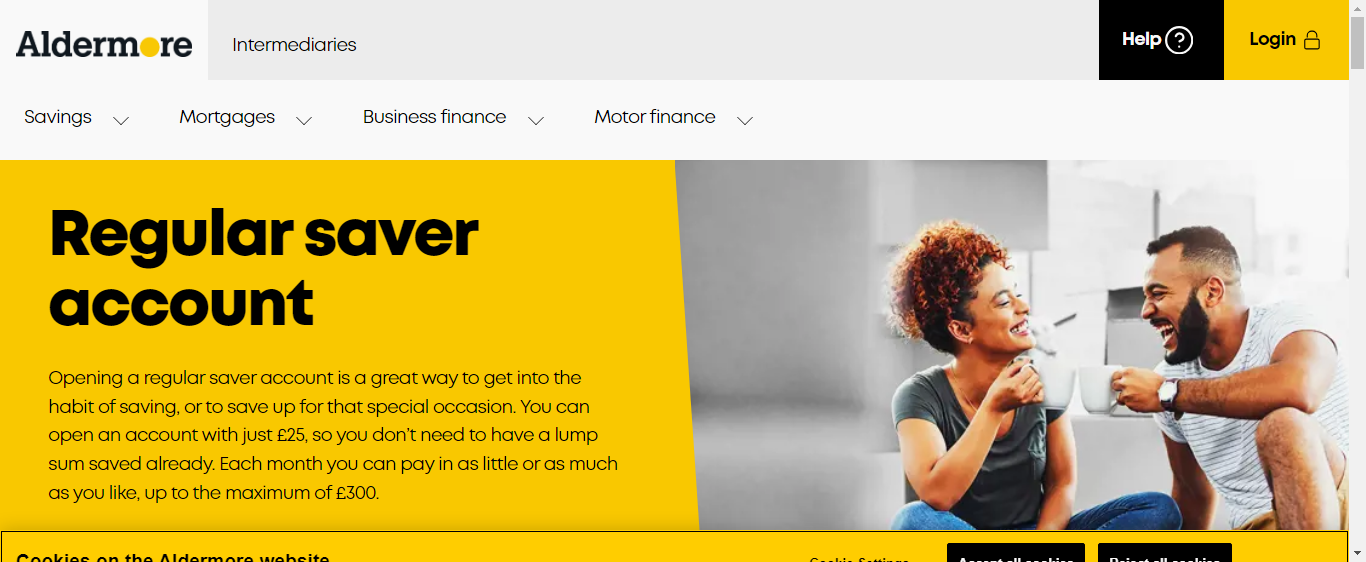 Aldermore
Intermediaries
Help
Login
Savings
Mortgages
Business finance
Motor finance
Regular saver
account
Opening a regular saver account is a great way to get into the
habit of saving, or to save up for that special occasion. You can
open an account with just £25, so you don’t need to have a lump
sum saved already. Each month you can pay in as little or as much
as you like, up to the maximum of £300.
Cookies on the Aldermore website
Cookie Settings
Accept all cookies
Reject all cookies